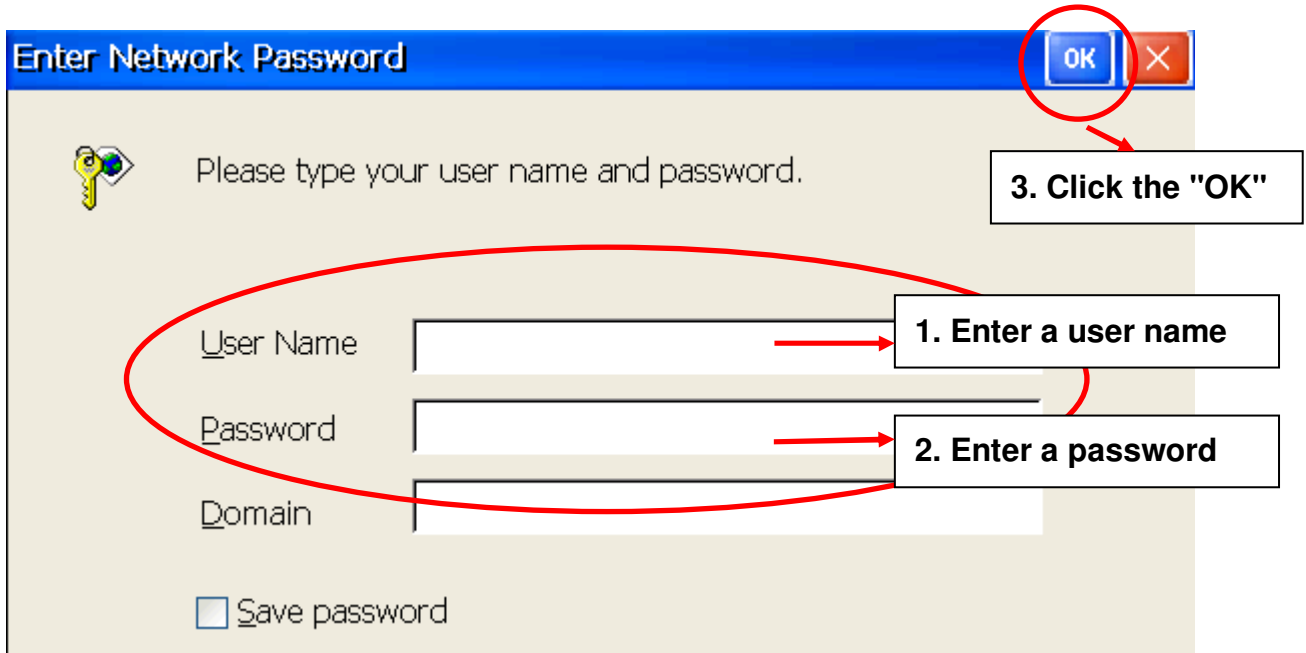 Enter Network Password
OK
Please type your user name and password.
3. Click the "OK"
User Name
1. Enter a user name
Password
2. Enter a password
Domain
Save password